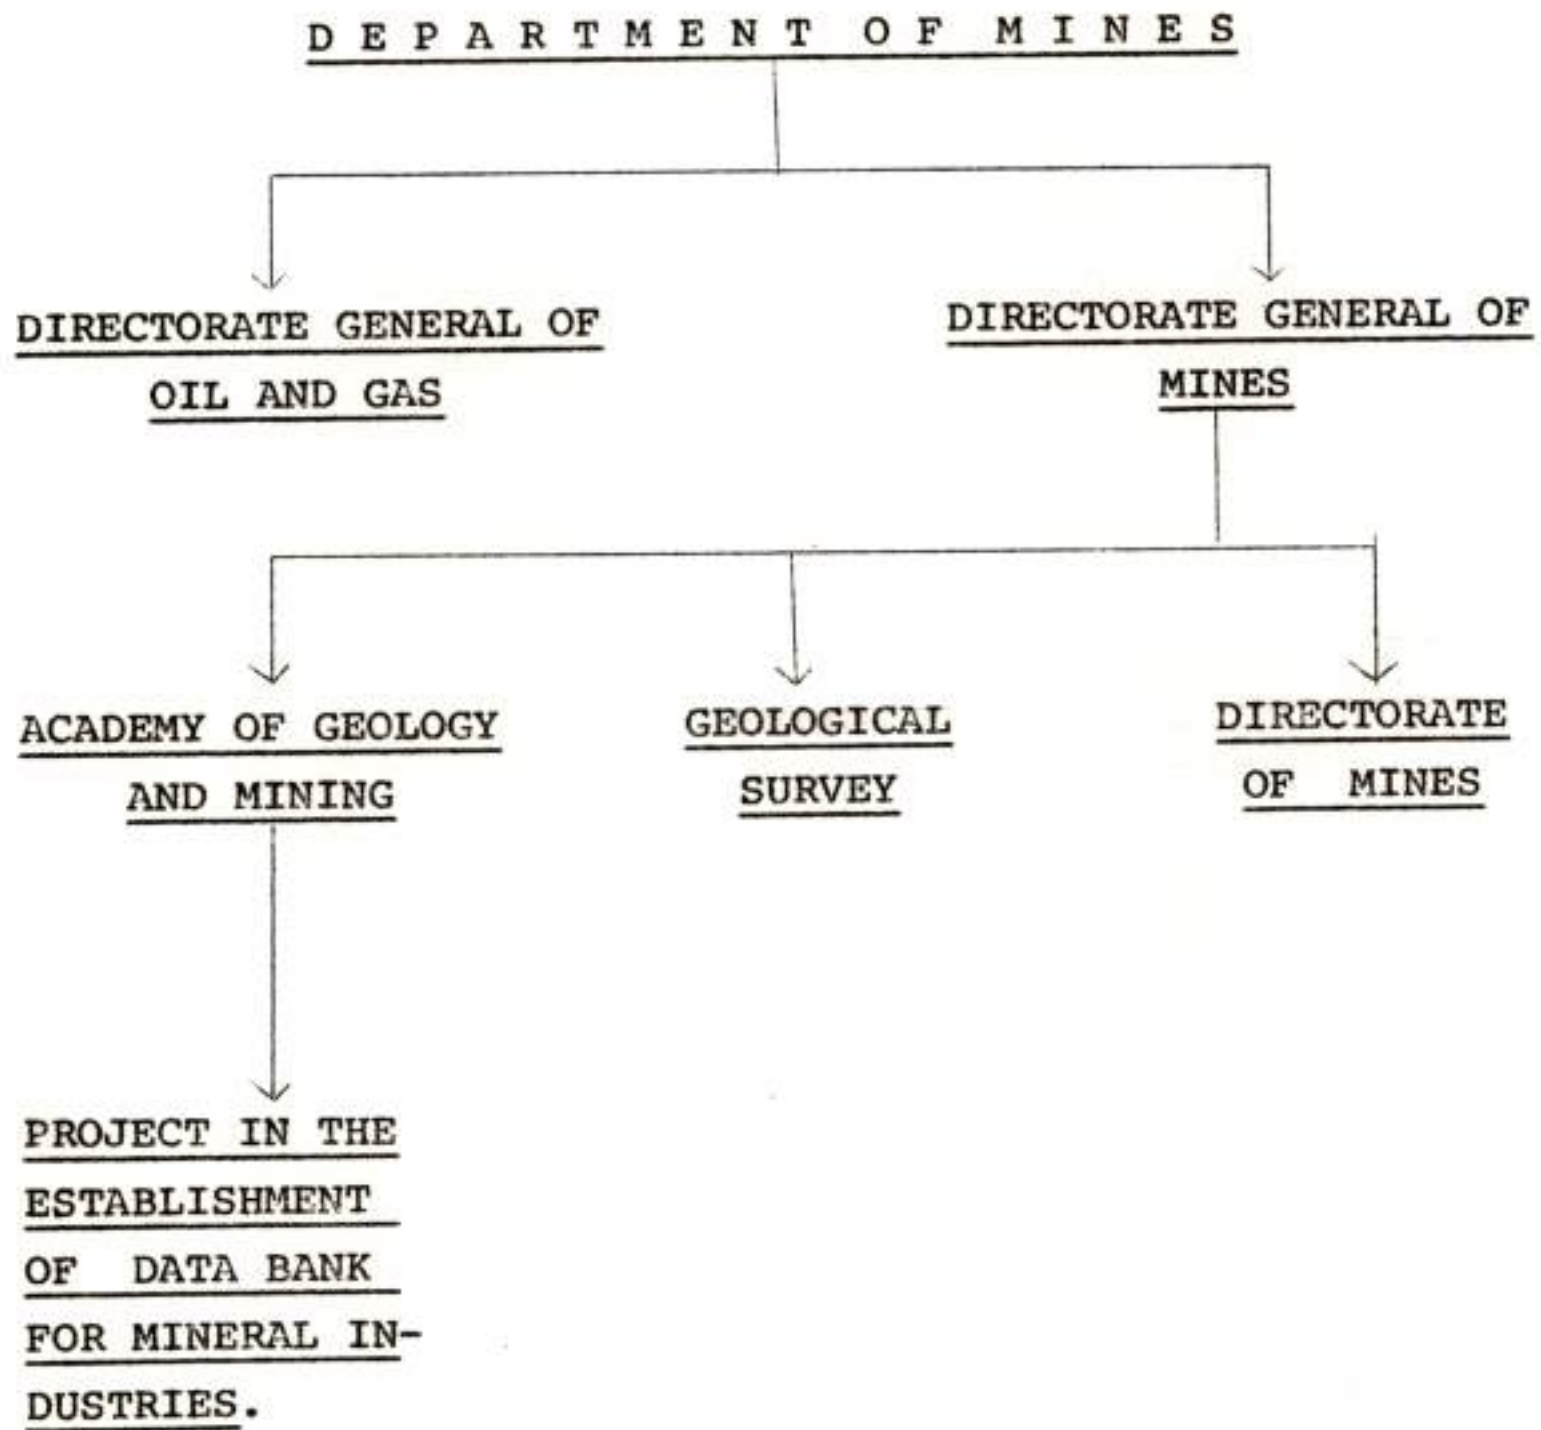 D E P A R T M E N T  O F  M I N E S
DIRECTORATE GENERAL OF
OIL AND GAS
DIRECTORATE GENERAL OF
MINES
ACADEMY OF GEOLOGY
AND MINING
GEOLOGICAL
SURVEY
DIRECTORATE
OF MINES
PROJECT IN THE
ESTABLISHMENT
OF DATA BANK
FOR MINERAL IN-
DUSTRIES.